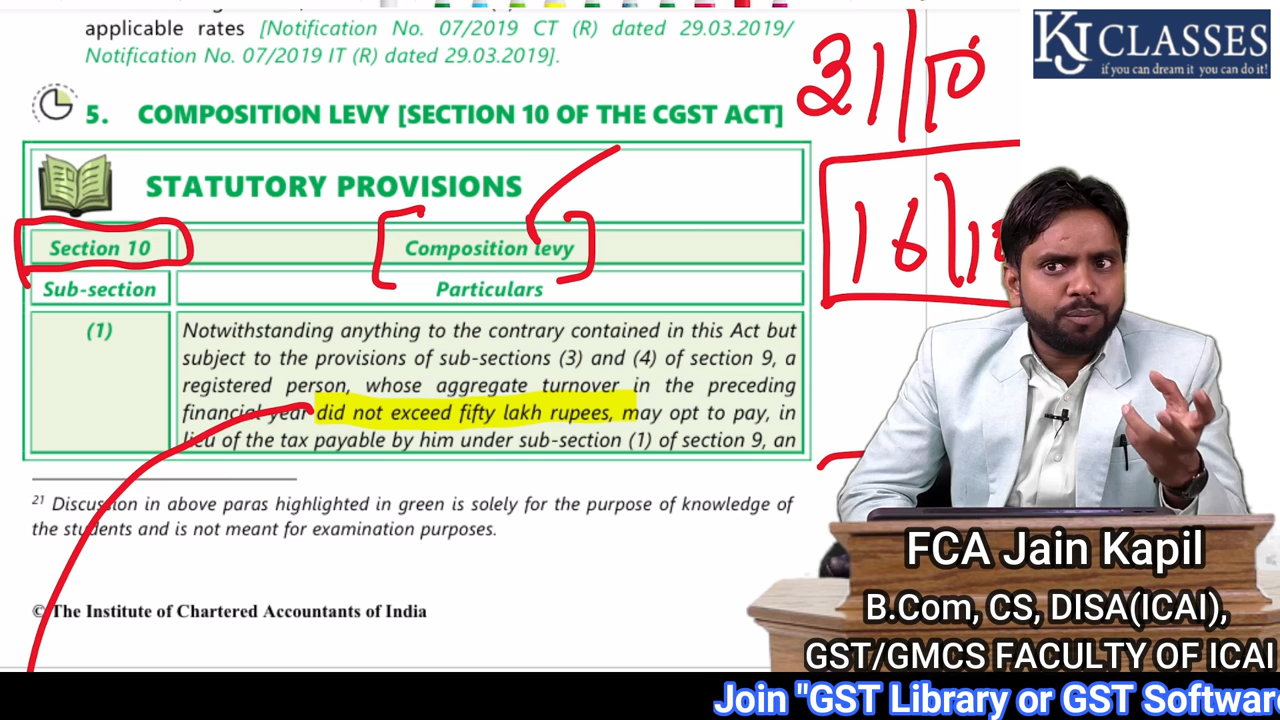 applicable rates [Notification No. 07/2019 CT (R) dated 29.03.2019/
Notification No. 07/2019 IT (R) dated 29.03.2019].
5. COMPOSITION LEVY [SECTION 10 OF THE CGST ACT]
STATUTORY PROVISIONS
Section 10 Composition levy
Sub-section Particulars
(1) Notwithstanding anything to the contrary contained in this Act but
subject to the provisions of sub-sections (3) and (4) of section 9, a
registered person, whose aggregate turnover in the preceding
financial year did not exceed fifty lakh rupees, may opt to pay, in
lieu of the tax payable by him under sub-section (1) of section 9, an
21 Discussion in above paras highlighted in green is solely for the purpose of knowledge of
the students and is not meant for examination purposes.
© The Institute of Chartered Accountants of India
31/10
16/
KJ CLASSES
if you can dream it you can do it!
FCA Jain Kapil
B.Com, CS, DISA(ICAI),
GST/GMCS FACULTY OF ICAI
Join "GST Library or GST Software